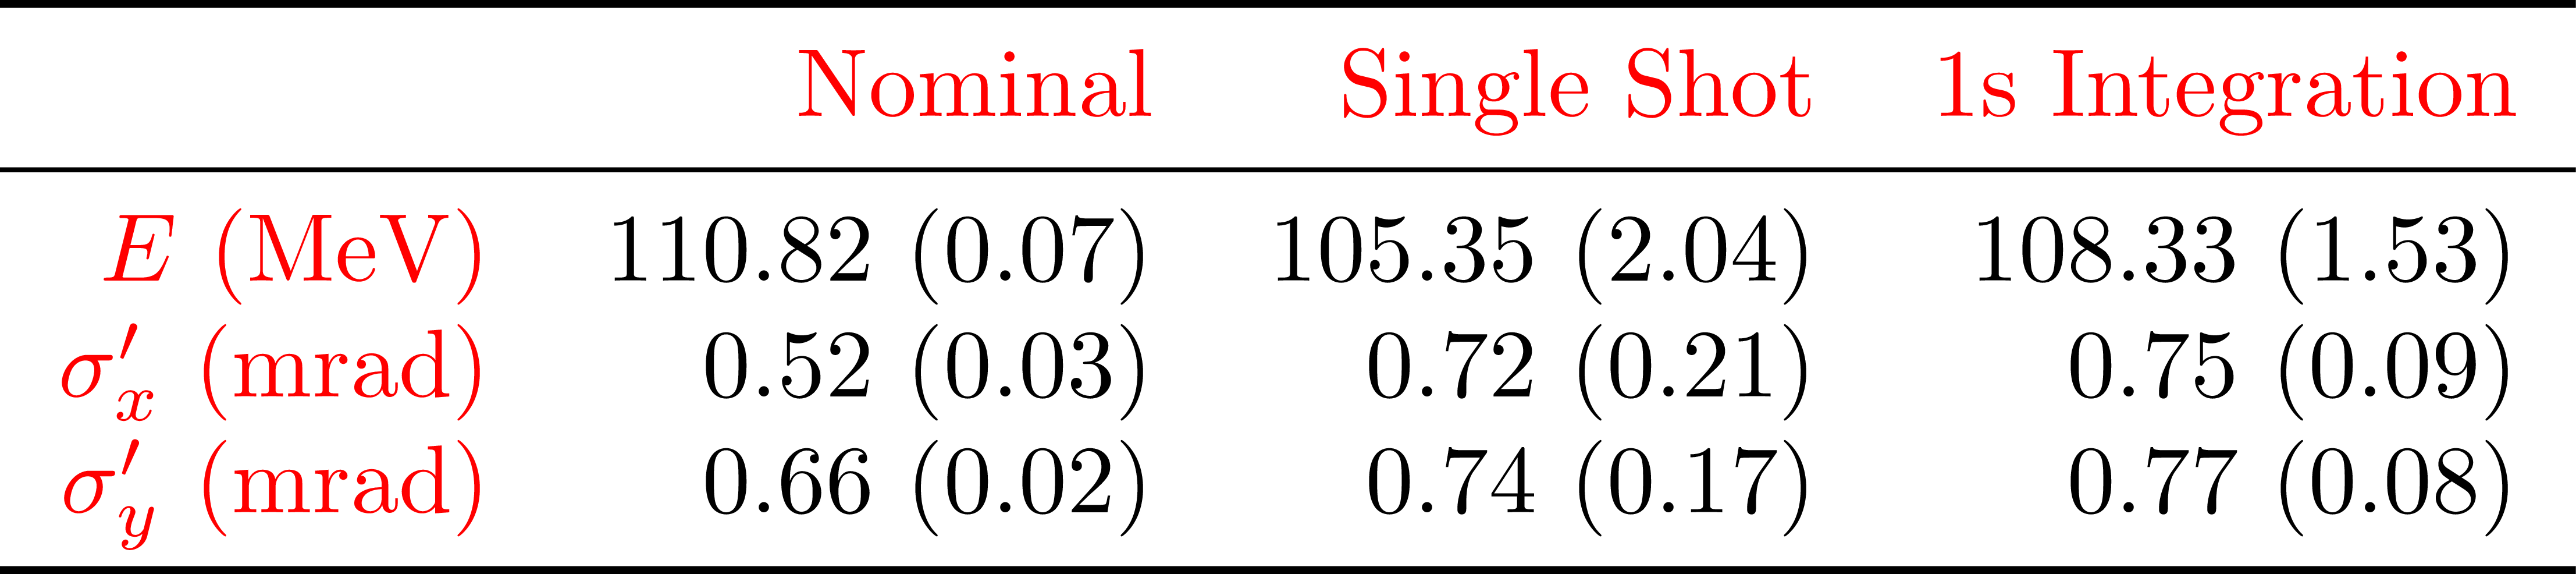 Nominal Single Shot 1s Integration
E (MeV) 110.82 (0.07) 105.35 (2.04) 108.33 (1.53)
σ′x (mrad) 0.52 (0.03) 0.72 (0.21) 0.75 (0.09)
σ′y (mrad) 0.66 (0.02) 0.74 (0.17) 0.77 (0.08)